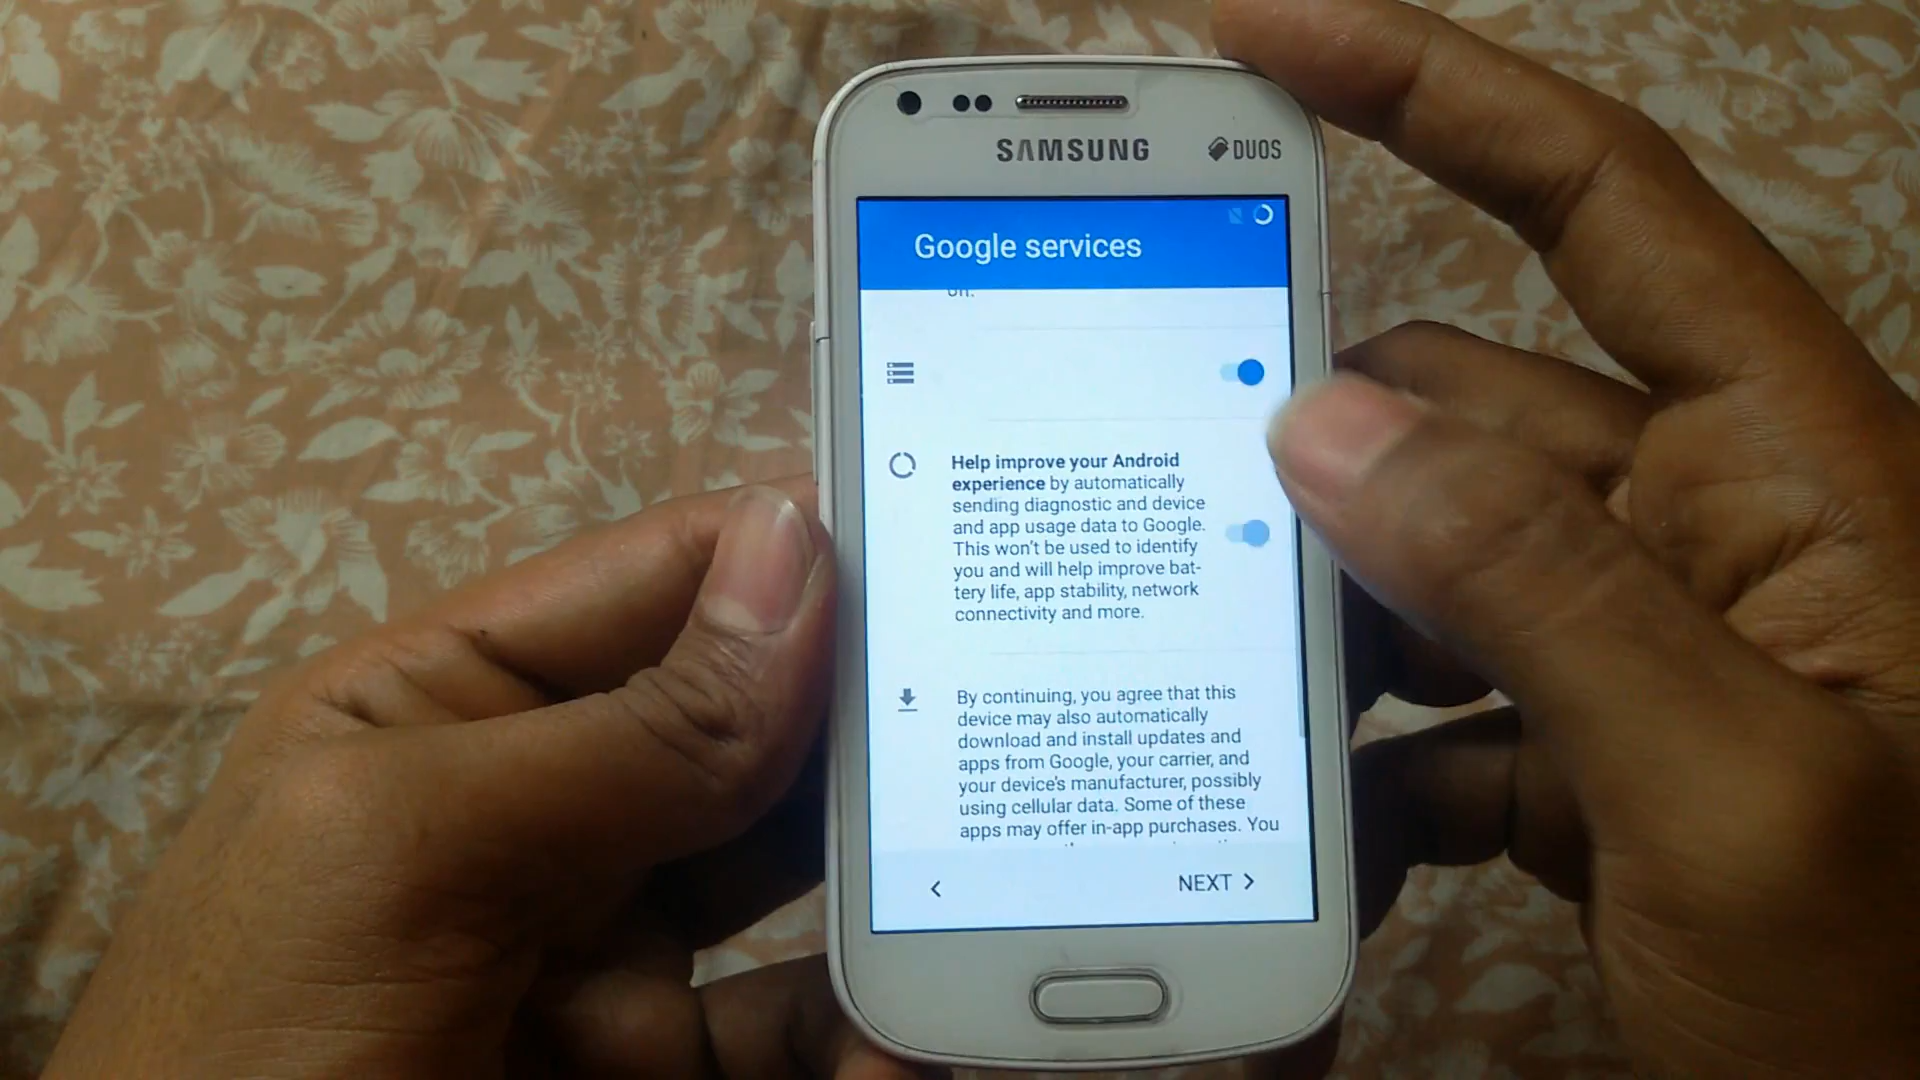 SAMSUNG
DUOS
Google services
off.
Help improve your Android
experience by automatically
sending diagnostic and device
and app usage data to Google.
This won't be used to identify
you and will help improve bat-
tery life, app stability, network
connectivity and more.
By continuing, you agree that this
device may also automatically
download and install updates and
apps from Google, your carrier, and
your device's manufacturer, possibly
using cellular data. Some of these
apps may offer in-app purchases. You
NEXT